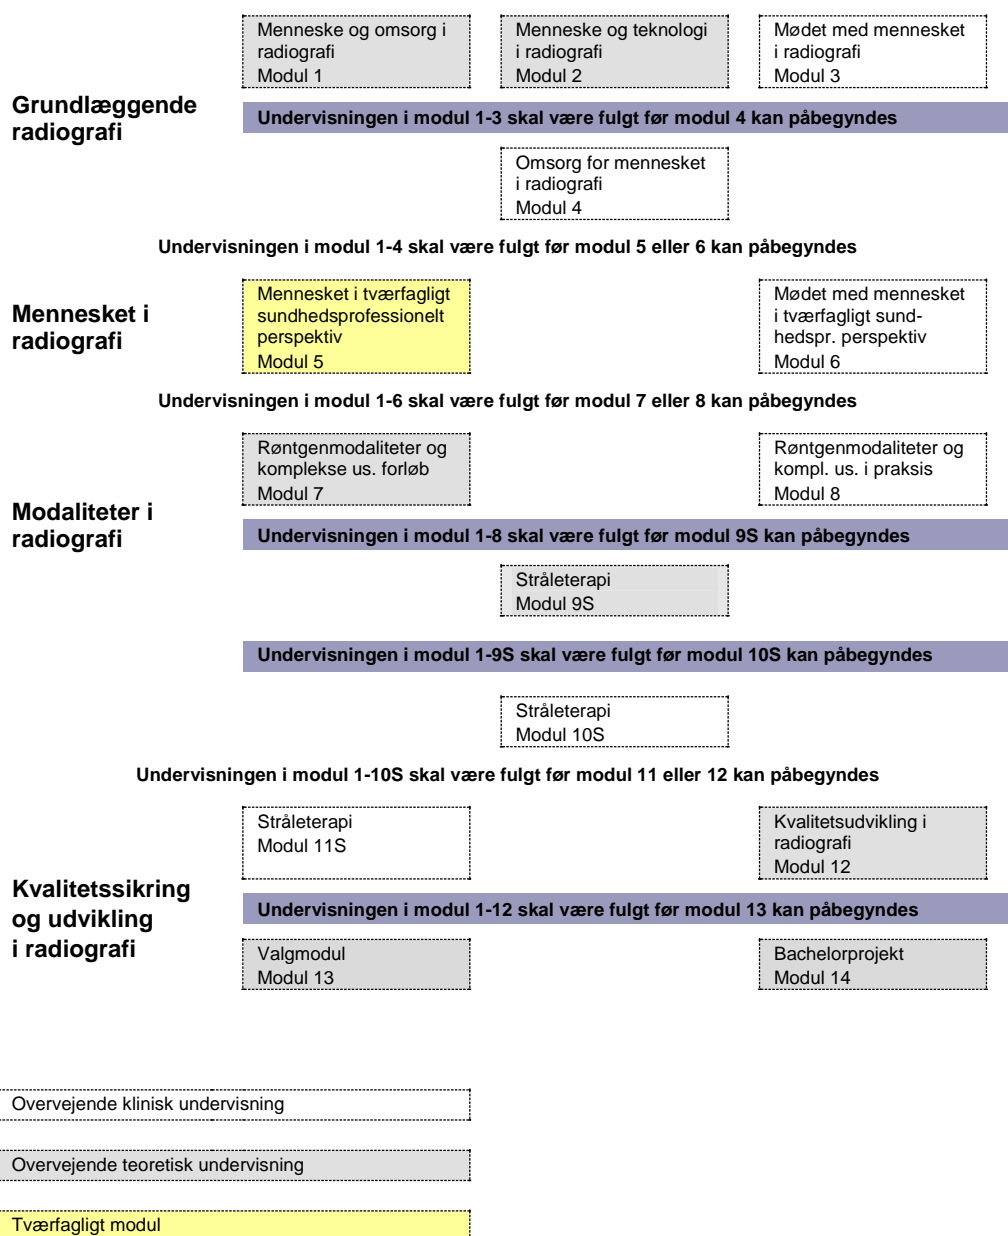 Menneske og omsorg i
radiografi
Modul 1
Menneske og teknologi
i radiografi
Modul 2
Mødet med mennesket
i radiografi
Modul 3
Grundlæggende
radiografi
Undervisningen i modul 1-3 skal være fulgt før modul 4 kan påbegyndes
Omsorg for mennesket
i radiografi
Modul 4
Undervisningen i modul 1-4 skal være fulgt før modul 5 eller 6 kan påbegyndes
Mennesket i
radiografi
Mennesket i tværfagligt
sundhedsprofessionelt
perspektiv
Modul 5
Mødet med mennesket
i tværfagligt sund-
hedspr. perspektiv
Modul 6
Undervisningen i modul 1-6 skal være fulgt før modul 7 eller 8 kan påbegyndes
Røntgenmodaliteter og
komplekse us. forløb
Modul 7
Røntgenmodaliteter og
kompl. us. i praksis
Modul 8
Modaliteter i
radiografi
Undervisningen i modul 1-8 skal være fulgt før modul 9S kan påbegyndes
Stråleterapi
Modul 9S
Undervisningen i modul 1-9S skal være fulgt før modul 10S kan påbegyndes
Stråleterapi
Modul 10S
Undervisningen i modul 1-10S skal være fulgt før modul 11 eller 12 kan påbegyndes
Stråleterapi
Modul 11S
Kvalitetsudvikling i
radiografi
Modul 12
Kvalitetssikring
og udvikling
i radiografi
Undervisningen i modul 1-12 skal være fulgt før modul 13 kan påbegyndes
Valgmodul
Modul 13
Bachelorprojekt
Modul 14
Overvejende klinisk undervisning
Overvejende teoretisk undervisning
Tværfagligt modul